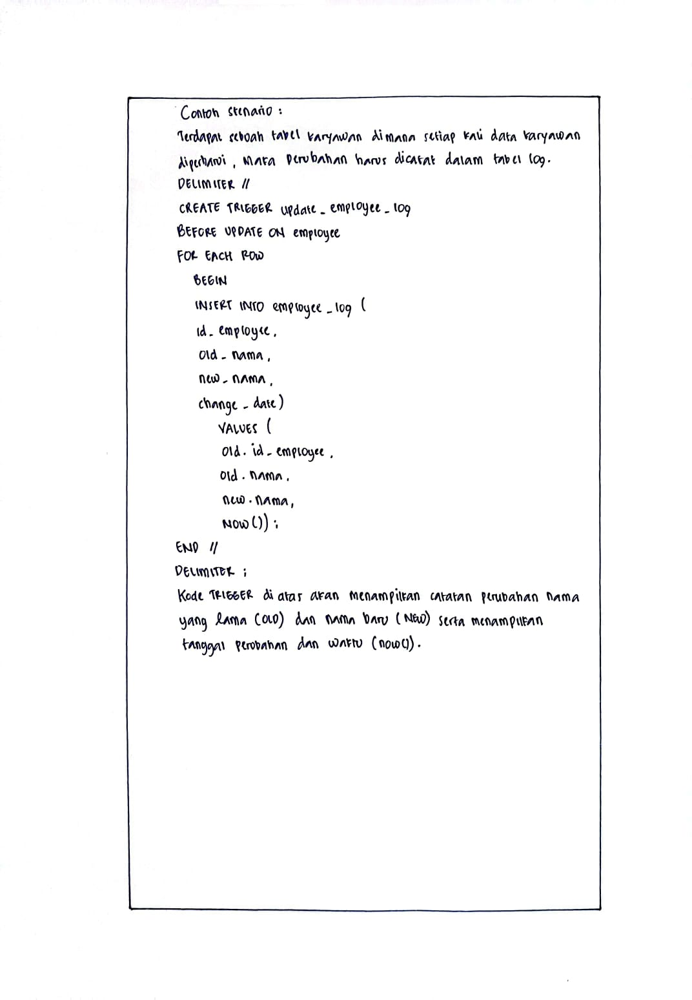 Contoh skenario :
Terdapat sebuah tabel karyawan dimana setiap kali data karyawan
diperbarui, maka perubahan harus dicatat dalam tabel log.
DELIMITER //
CREATE TRIGGER update_employee_log
BEFORE UPDATE ON employee
FOR EACH ROW
BEGIN
INSERT INTO employee_log (
id_employee,
old_nama,
new_nama,
change_date)
VALUES (
old.id_employee,
old.nama,
new.nama,
NOW());
END //
DELIMITER ;
Kode TRIGGER di atas akan menampilkan catatan perubahan nama
yang lama (OLD) dan nama baru (NEW) serta menampilkan
tanggal perubahan dan waktu (now()).